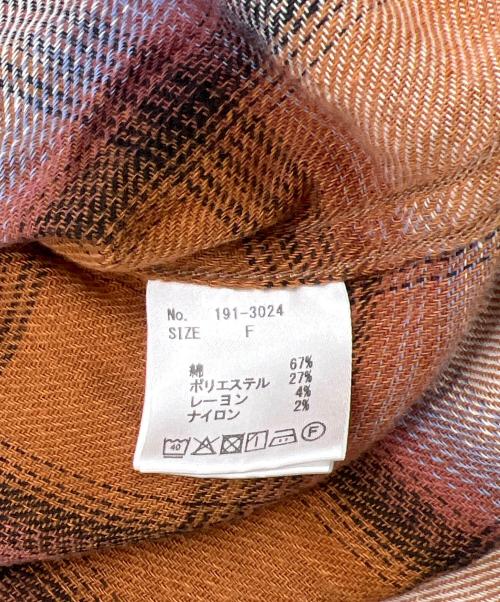 No. 191-3024
SIZE F
綿 67%
ポリエステル 27%
レーヨン 4%
ナイロン 2%
40 F